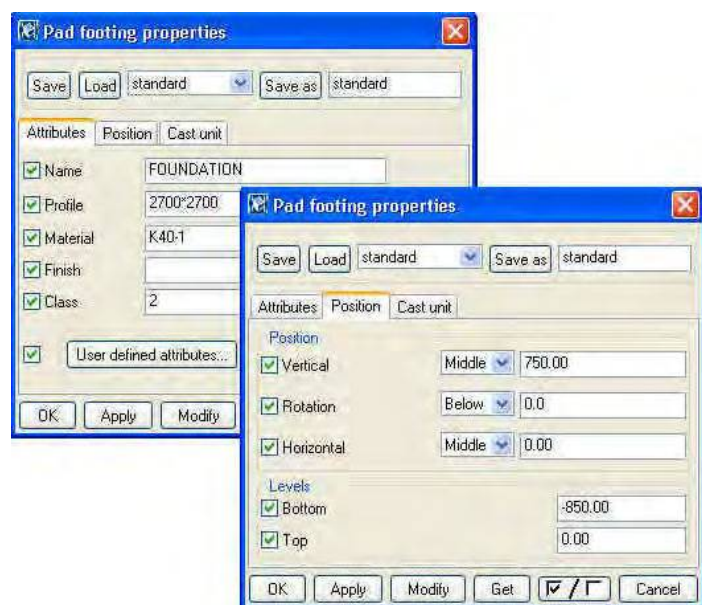 Pad footing properties
Save Load standard Save as standard
Attributes Position Cast unit
Name FOUNDATION
Profile 2700*2700
Material K40-1
Finish
Class 2
User defined attributes...
OK Apply Modify
Pad footing properties
Save Load standard Save as standard
Attributes Position Cast unit
Position
Vertical Middle 750.00
Rotation Below 0.0
Horizontal Middle 0.00
Levels
Bottom -850.00
Top 0.00
OK Apply Modify Get / Cancel